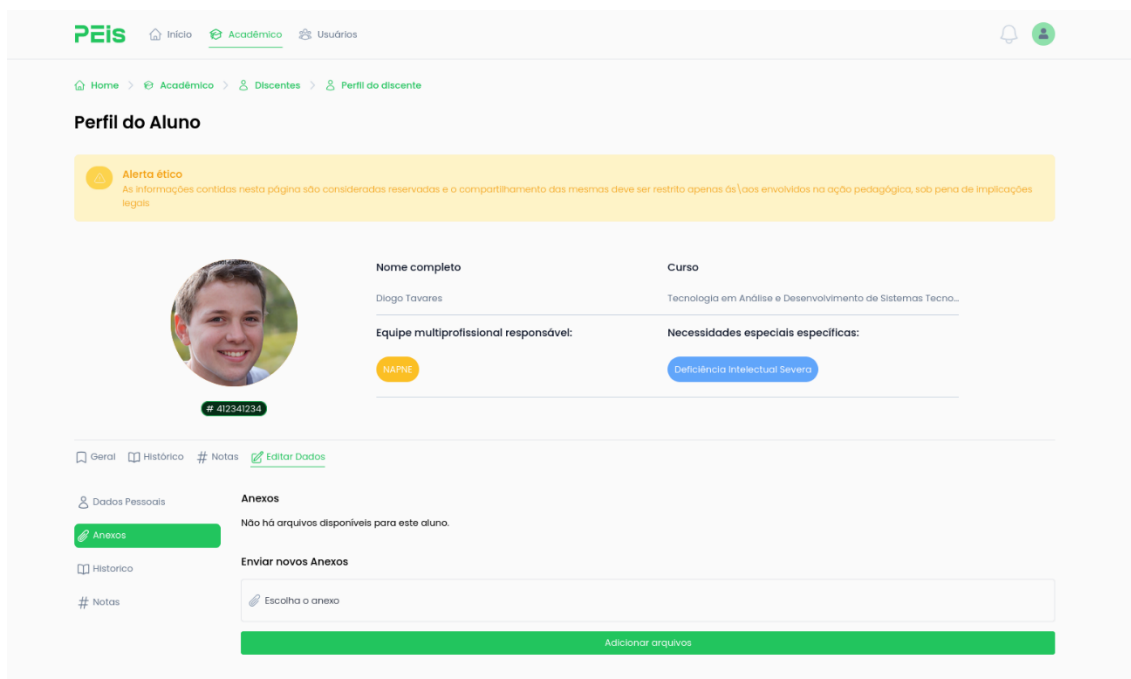 PEis
Início
Acadêmico
Usuários
Home > Acadêmico > Discentes > Perfil do discente
Perfil do Aluno
Alerta ético
As informações contidas nesta página são consideradas reservadas e o compartilhamento das mesmas deve ser restrito apenas às\aos envolvidos na ação pedagógica, sob pena de implicações
legais
Nome completo
Diogo Tavares
Curso
Tecnologia em Análise e Desenvolvimento de Sistemas Tecno...
Equipe multiprofissional responsável:
NAPNE
Necessidades especiais específicas:
Deficiência Intelectual Severa
# 412341234
Geral
Histórico
# Notas
Editar Dados
Dados Pessoais
Anexos
Historico
# Notas
Anexos
Não há arquivos disponíveis para este aluno.
Enviar novos Anexos
Escolha o anexo
Adicionar arquivos